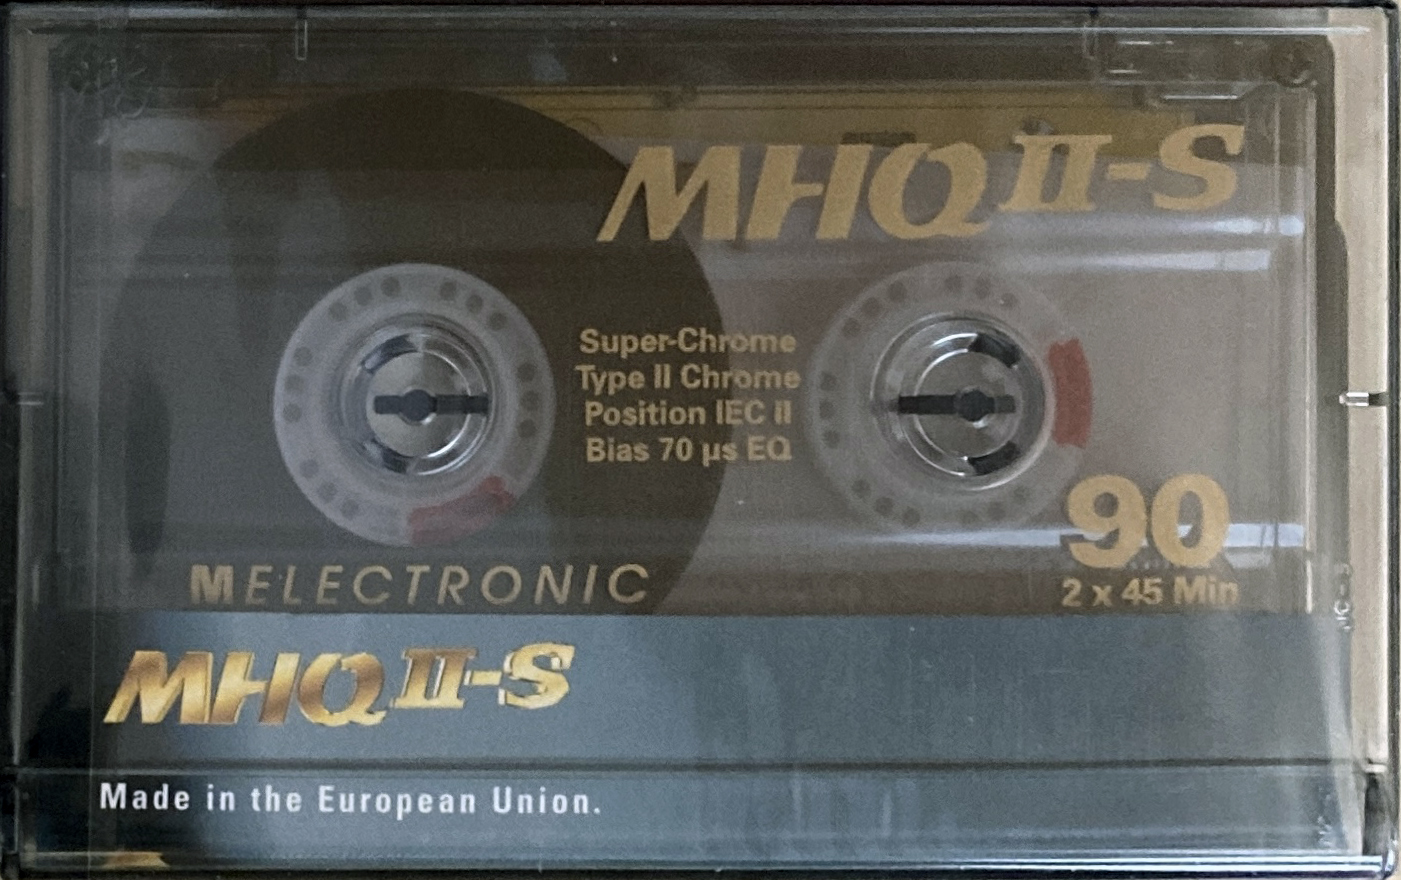 MHQ II-S
Super-Chrome
Type II Chrome
Position IEC II
Bias 70 µs EQ
90
2 x 45 Min
MELECTRONIC
MHQ II-S
Made in the European Union.